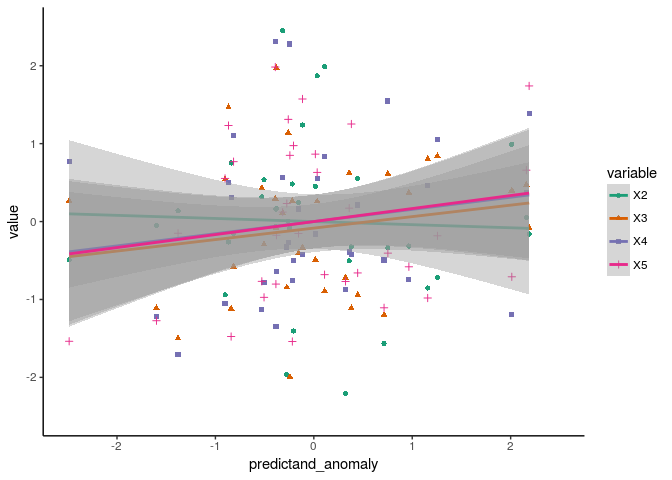 2
1
0
-1
-2
value
-2
-1
0
1
2
predictand_anomaly
variable
X2
X3
X4
X5